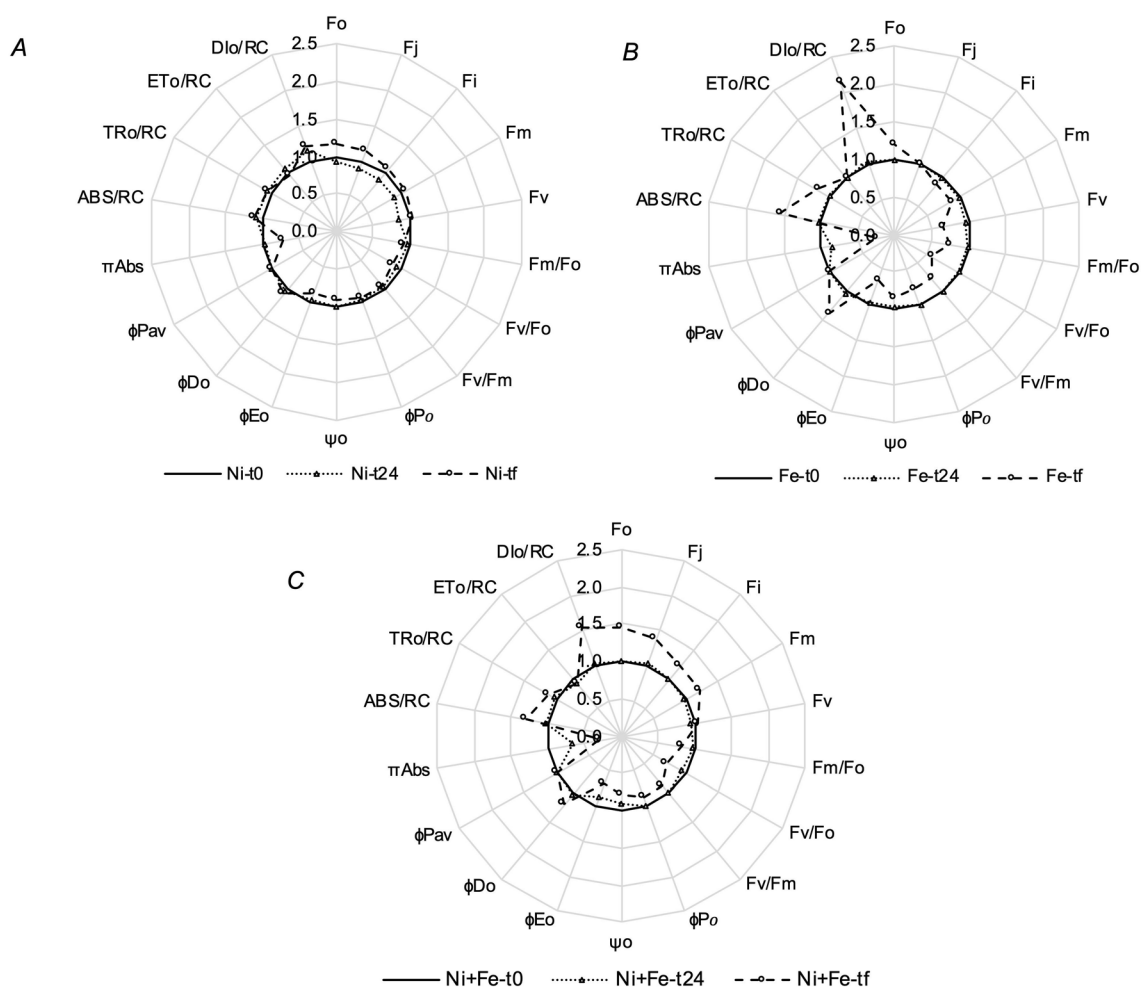 A
Fo
Fj
Fi
Fm
Fv
Fm/Fo
Fv/Fo
Fv/Fm
ϕPo
ψo
ϕEo
ϕDo
ϕPav
πAbs
ABS/RC
TRo/RC
ETo/RC
DIo/RC
2.5
2.0
1.5
1.0
0.5
0.0
Ni-t0 Ni-t24 Ni-tf
B
Fo
Fj
Fi
Fm
Fv
Fm/Fo
Fv/Fo
Fv/Fm
ϕPo
ψo
ϕEo
ϕDo
ϕPav
πAbs
ABS/RC
TRo/RC
ETo/RC
DIo/RC
2.5
2.0
1.5
1.0
0.5
0.0
Fe-t0 Fe-t24 Fe-tf
C
Fo
Fj
Fi
Fm
Fv
Fm/Fo
Fv/Fo
Fv/Fm
ϕPo
ψo
ϕEo
ϕDo
ϕPav
πAbs
ABS/RC
TRo/RC
ETo/RC
DIo/RC
2.5
2.0
1.5
1.0
0.5
0.0
Ni+Fe-t0 Ni+Fe-t24 Ni+Fe-tf